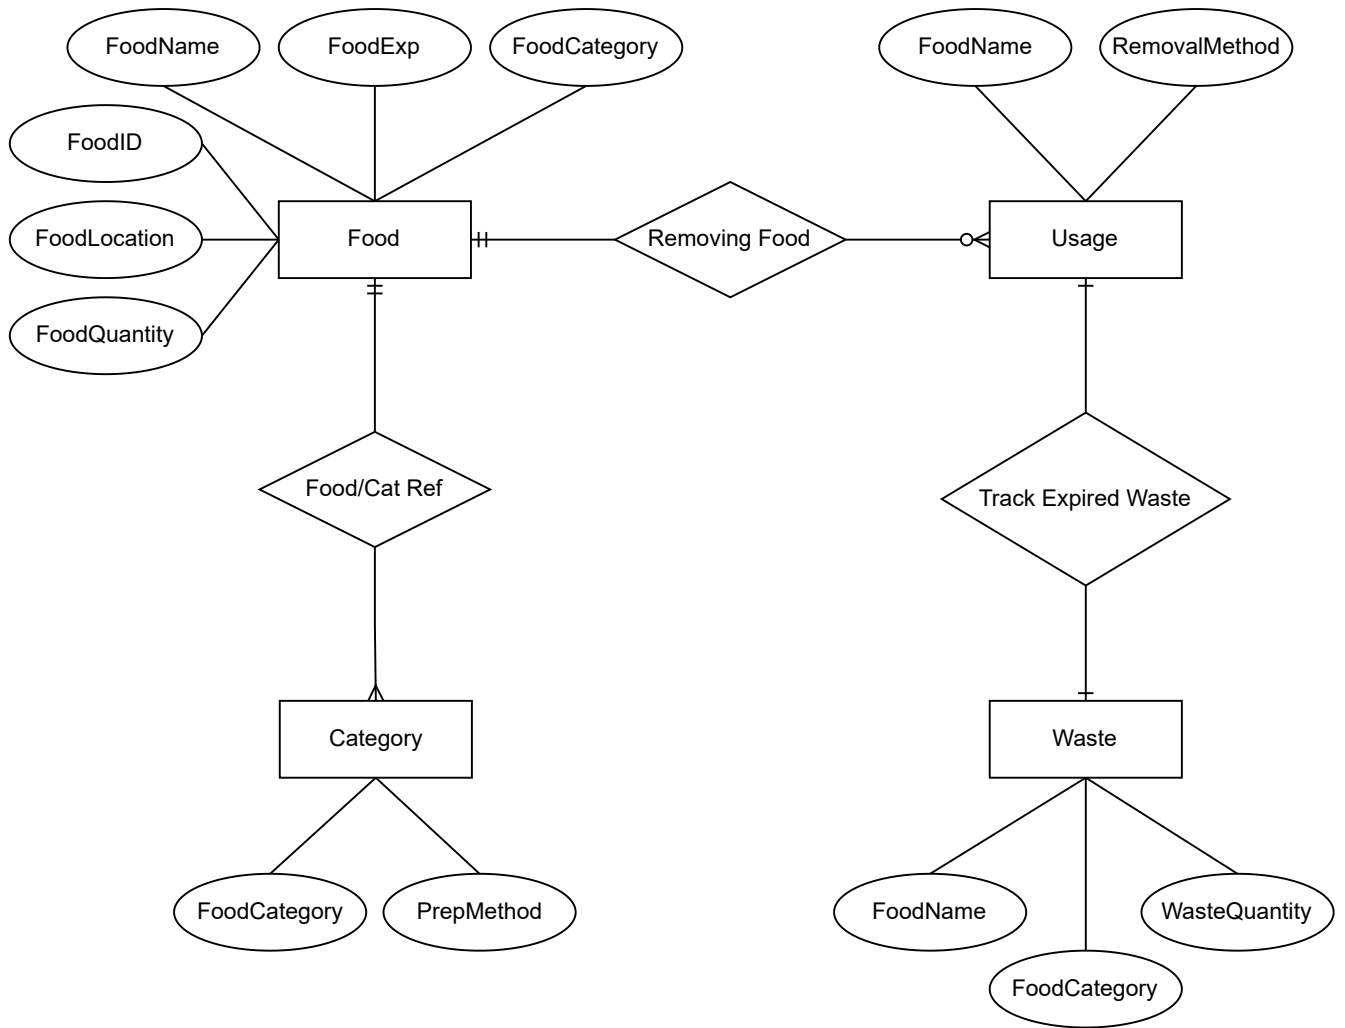 FoodName
FoodExp
FoodCategory
FoodName
RemovalMethod
FoodID
FoodLocation
Food
Removing Food
Usage
FoodQuantity
Food/Cat Ref
Track Expired Waste
Category
Waste
FoodCategory
PrepMethod
FoodName
WasteQuantity
FoodCategory